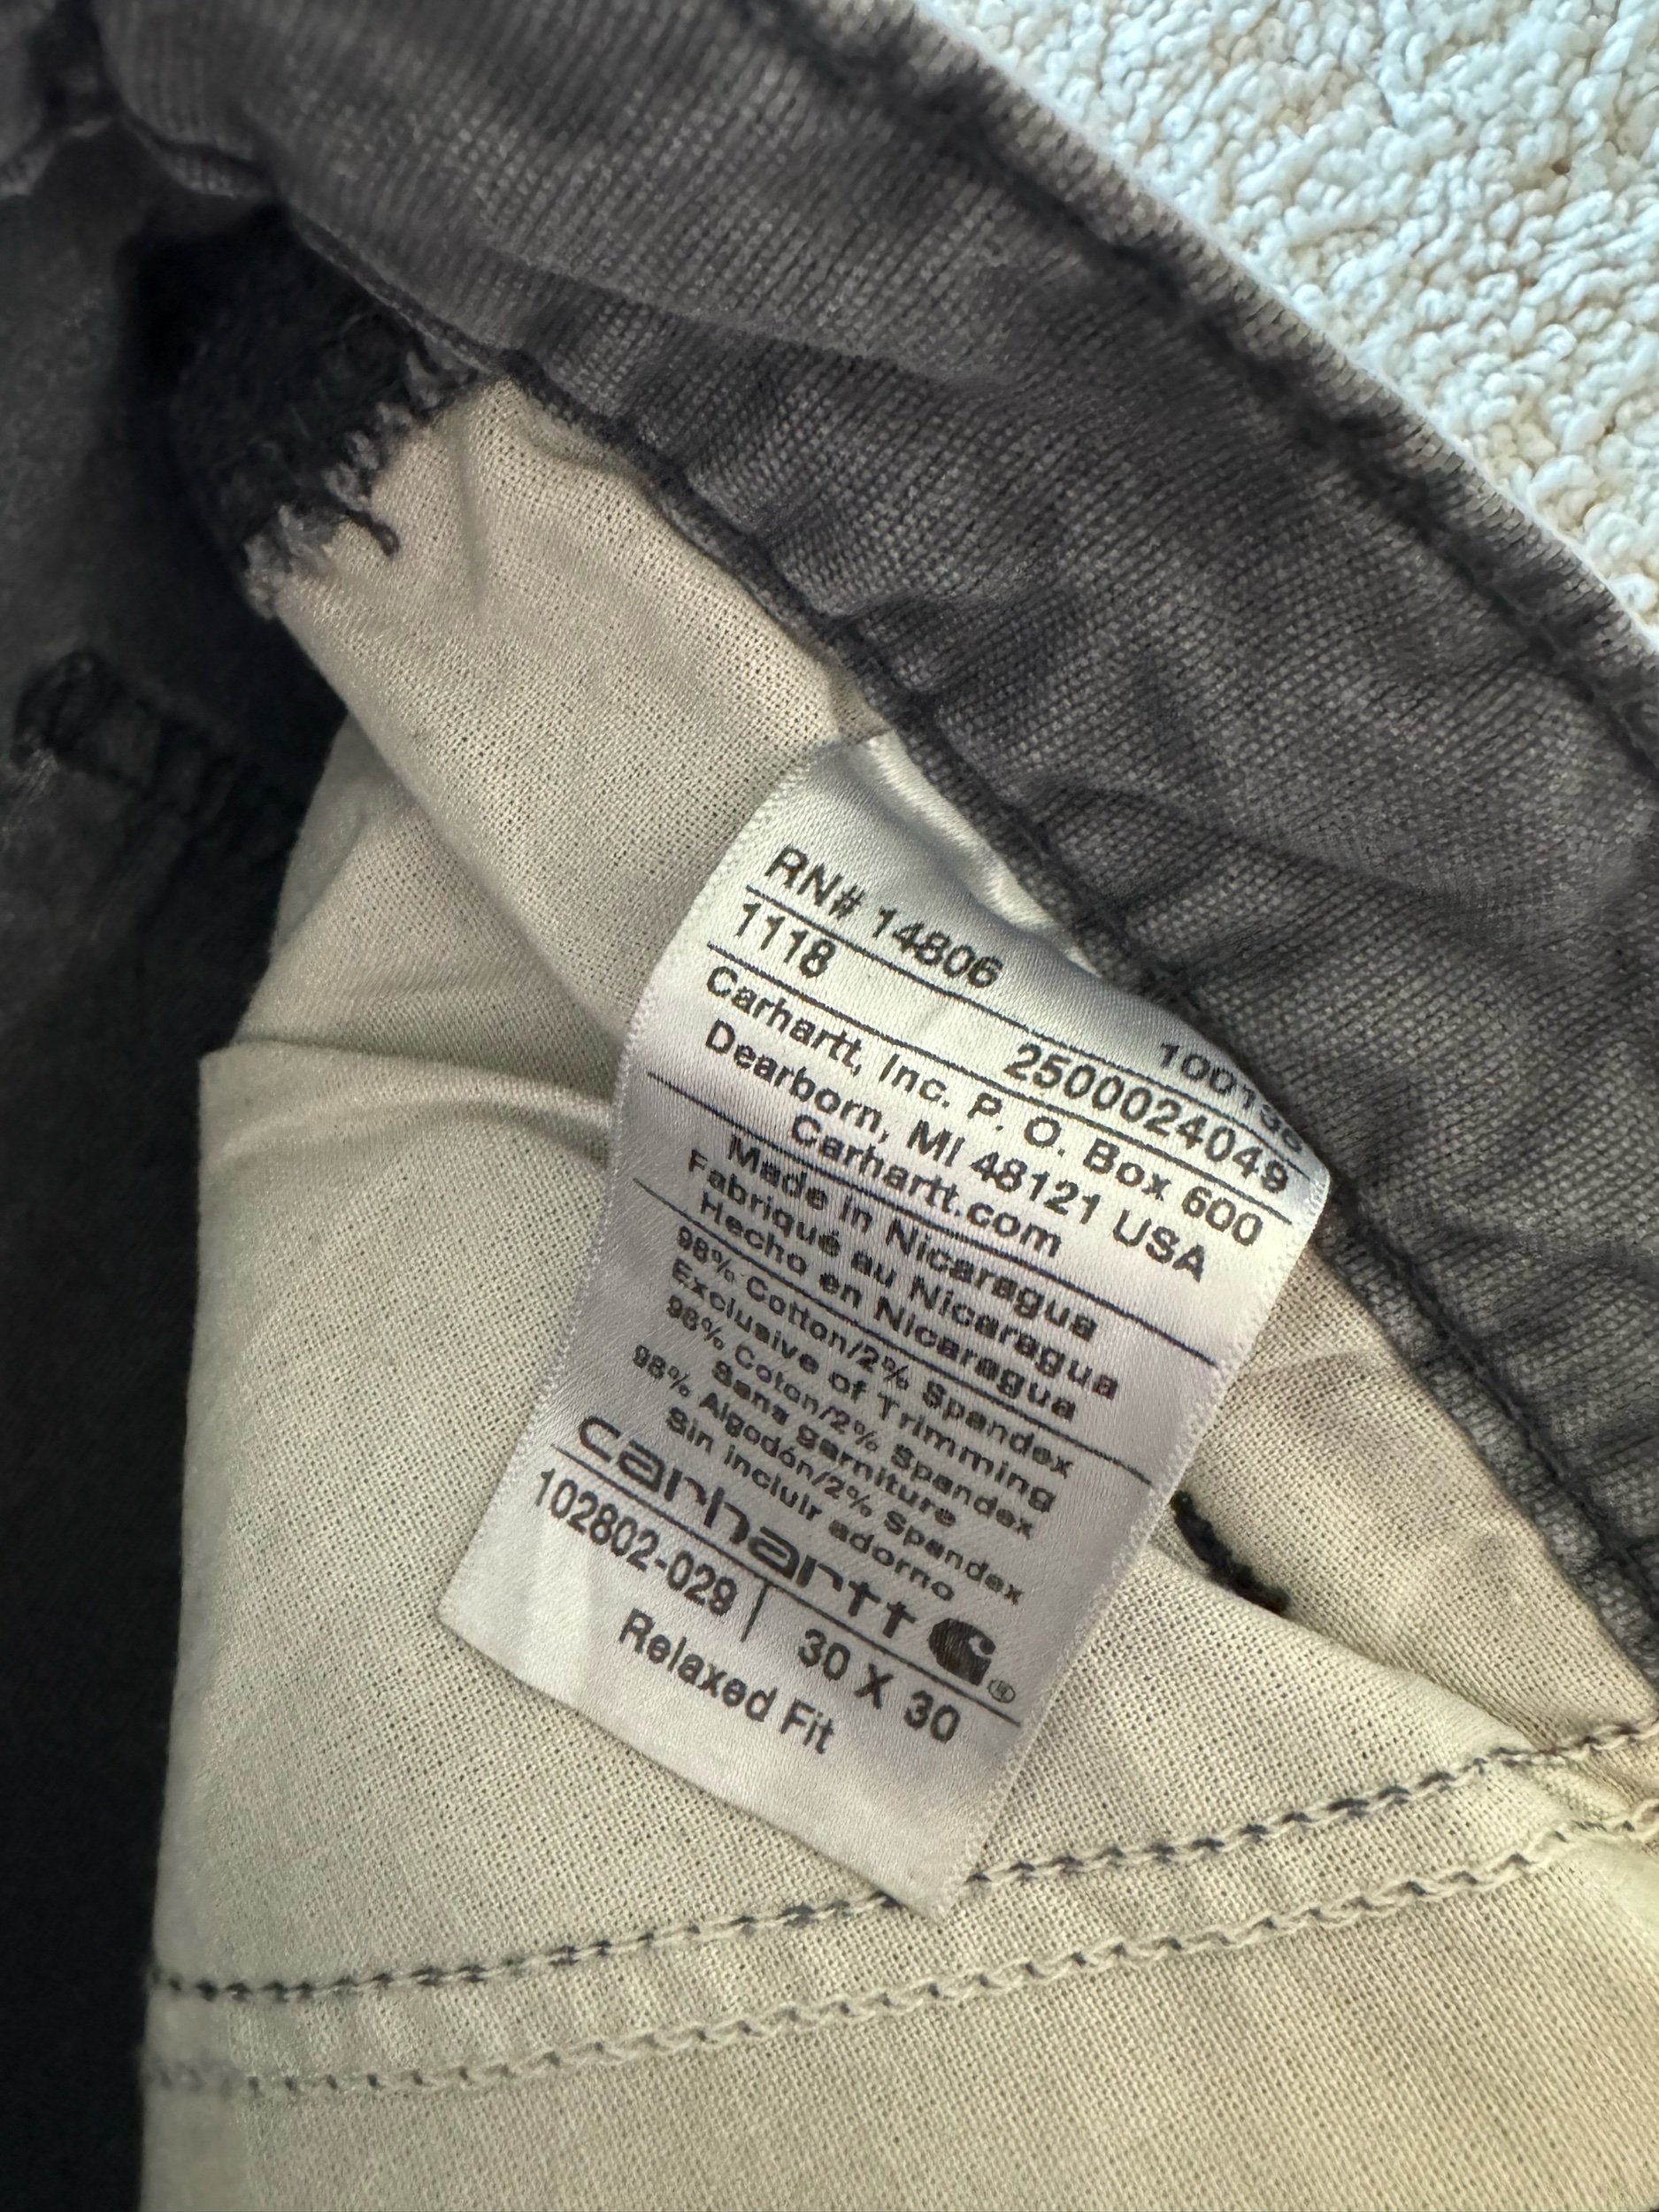 RN# 14806
1118 2500024049
Carhartt, Inc. P. O. Box 600
Dearborn, MI 48121 USA
Carhartt.com
Made in Nicaragua
Fabriqué au Nicaragua
Hecho en Nicaragua
98% Cotton/2% Spandex
Exclusive of Trimming
98% Coton/2% Spandex
Sans garniture
98% Algodón/2% Spandex
Sin incluir adorno
carhartt ®
102802-029 | 30 X 30
Relaxed Fit